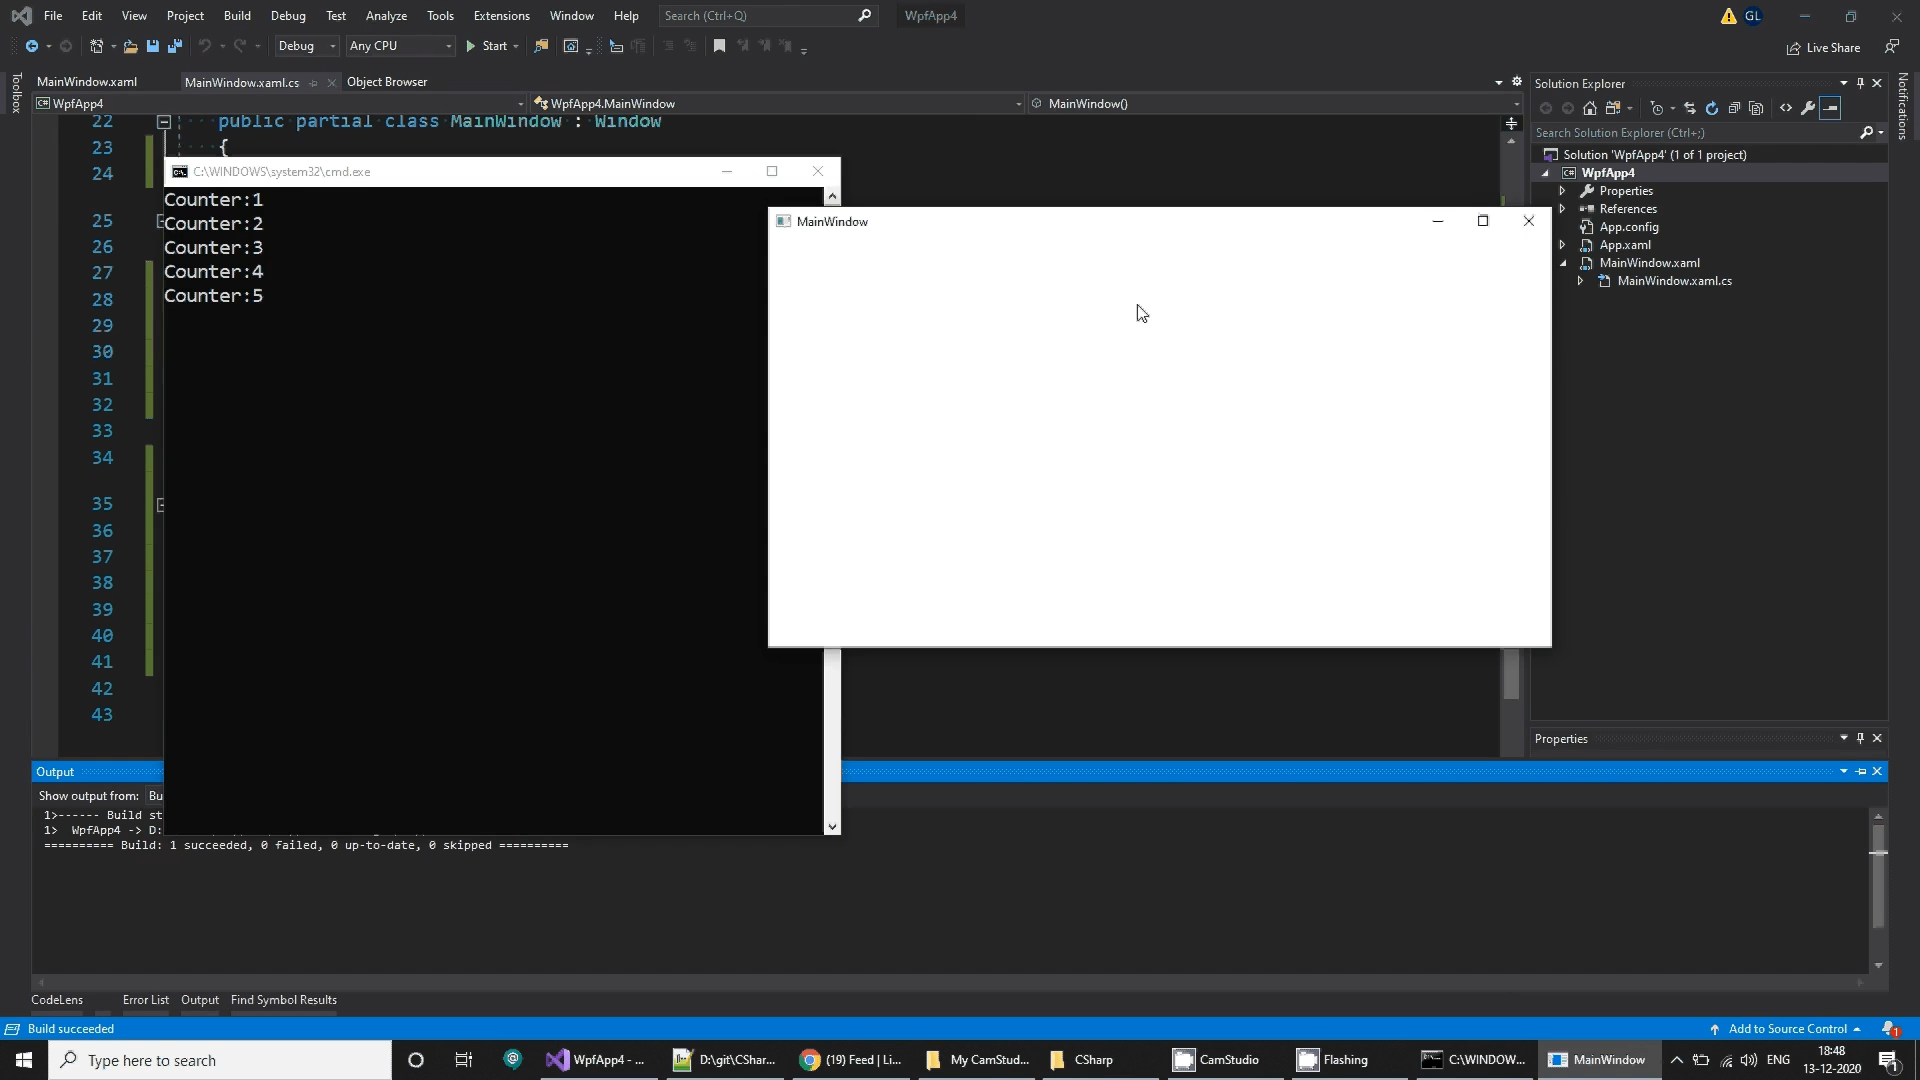 File Edit View Project Build Debug Test Analyze Tools Extensions Window Help Search (Ctrl+Q) WpfApp4 GL
Debug Any CPU Start Live Share
Toolbox
MainWindow.xaml MainWindow.xaml.cs Object Browser
WpfApp4 WpfApp4.MainWindow MainWindow()
22 public partial class MainWindow : Window
23 {
24
25
26
27
28
29
30
31
32
33
34
35
36
37
38
39
40
41
42
43
C:\WINDOWS\system32\cmd.exe
Counter:1
Counter:2
Counter:3
Counter:4
Counter:5
MainWindow
Solution Explorer
Search Solution Explorer (Ctrl+;)
Solution 'WpfApp4' (1 of 1 project)
WpfApp4
Properties
References
App.config
App.xaml
MainWindow.xaml
MainWindow.xaml.cs
Notifications
Properties
Output
Show output from: Bu
1>------ Build st
1> WpfApp4 -> D:
========== Build: 1 succeeded, 0 failed, 0 up-to-date, 0 skipped ==========
CodeLens Error List Output Find Symbol Results
Build succeeded Add to Source Control 1
Type here to search WpfApp4 - ... D:\git\CShar... (19) Feed | Li... My CamStud... CSharp CamStudio Flashing C:\WINDOW... MainWindow ENG 18:48
13-12-2020 1